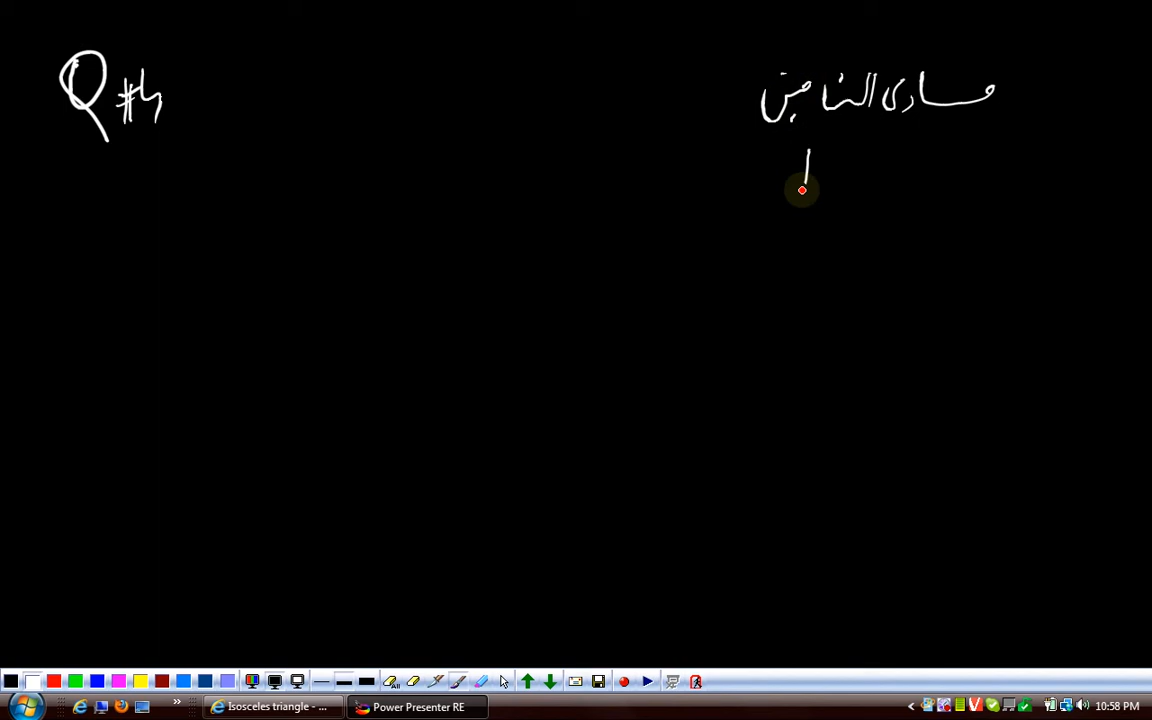 Q #4
مساوی الساقین
Isosceles triangle - ...
Power Presenter RE
10:58 PM